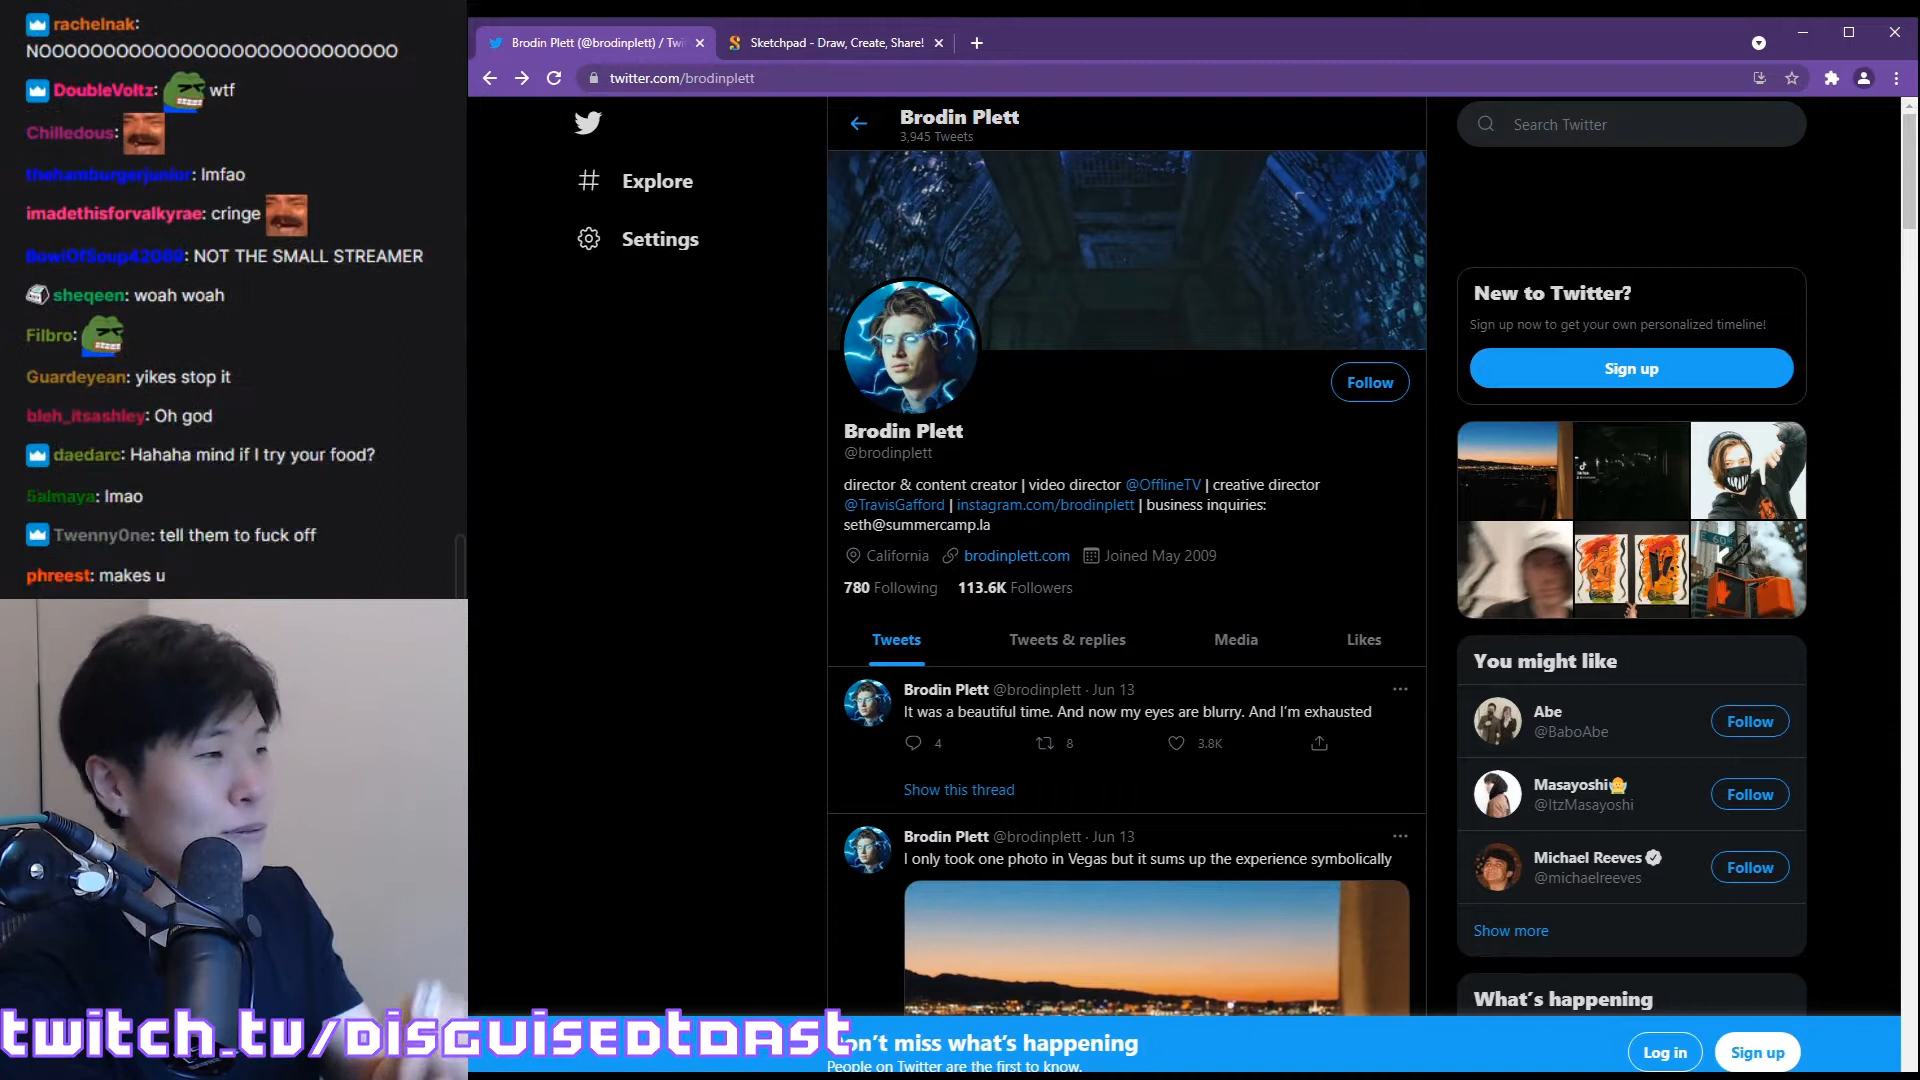 rachelnak:
NOOOOOOOOOOOOOOOOOOOOOOOOOOOO
DoubleVoltz: wtf
Chilledous:
thehamburgerjunior: lmfao
imadethisforvalkyrae: cringe
BowlOfSoup42069: NOT THE SMALL STREAMER
sheqeen: woah woah
Filbro:
Guardeyean: yikes stop it
bleh_itsashley: Oh god
daedarc: Hahaha mind if I try your food?
5almaya: lmao
Twenny0ne: tell them to fuck off
phreest: makes u
twitch.tv/DISGUISEDTOAST
Brodin Plett (@brodinplett) / Twi
Sketchpad - Draw, Create, Share!
twitter.com/brodinplett
Explore
Settings
Brodin Plett
3,945 Tweets
Follow
Brodin Plett
@brodinplett
director & content creator | video director @OfflineTV | creative director
@TravisGafford | instagram.com/brodinplett | business inquiries:
seth@summercamp.la
California brodinplett.com Joined May 2009
780 Following 113.6K Followers
Tweets Tweets & replies Media Likes
Brodin Plett @brodinplett · Jun 13
It was a beautiful time. And now my eyes are blurry. And I'm exhausted
4 8 3.8K
Show this thread
Brodin Plett @brodinplett · Jun 13
I only took one photo in Vegas but it sums up the experience symbolically
Search Twitter
New to Twitter?
Sign up now to get your own personalized timeline!
Sign up
You might like
Abe
@BaboAbe
Follow
Masayoshi
@ItzMasayoshi
Follow
Michael Reeves
@michaelreeves
Follow
Show more
What's happening
on't miss what's happening
People on Twitter are the first to know.
Log in Sign up